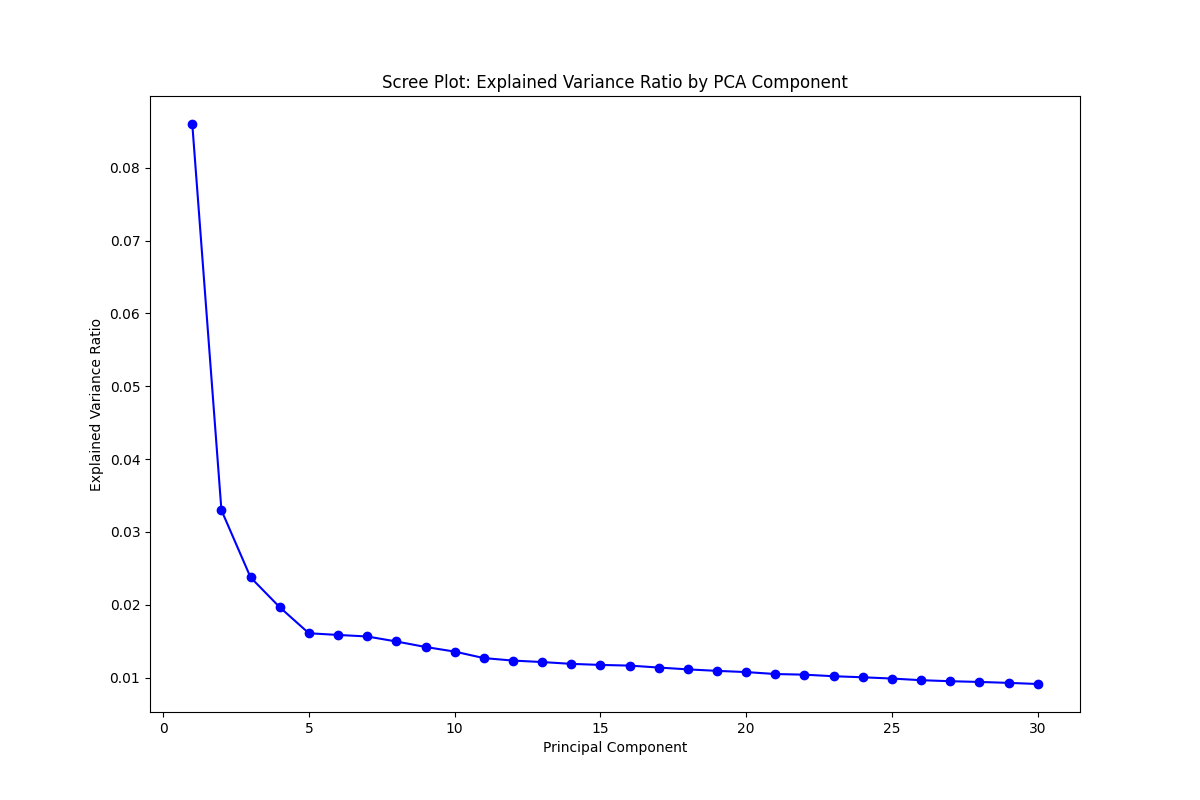 Scree Plot: Explained Variance Ratio by PCA Component
Explained Variance Ratio
0.08
0.07
0.06
0.05
0.04
0.03
0.02
0.01
0 5 10 15 20 25 30
Principal Component